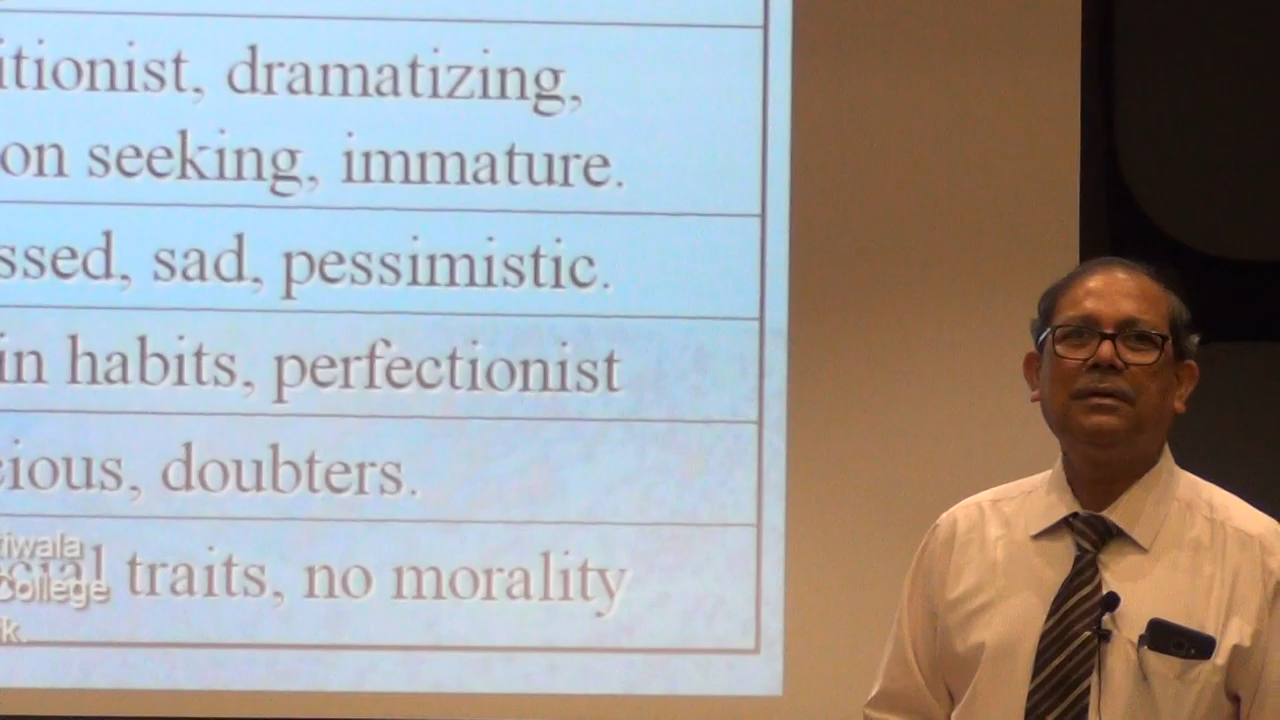 itionist, dramatizing,
on seeking, immature.
ssed, sad, pessimistic.
in habits, perfectionist
cious, doubters.
tiwala
cial traits, no morality
College
k.